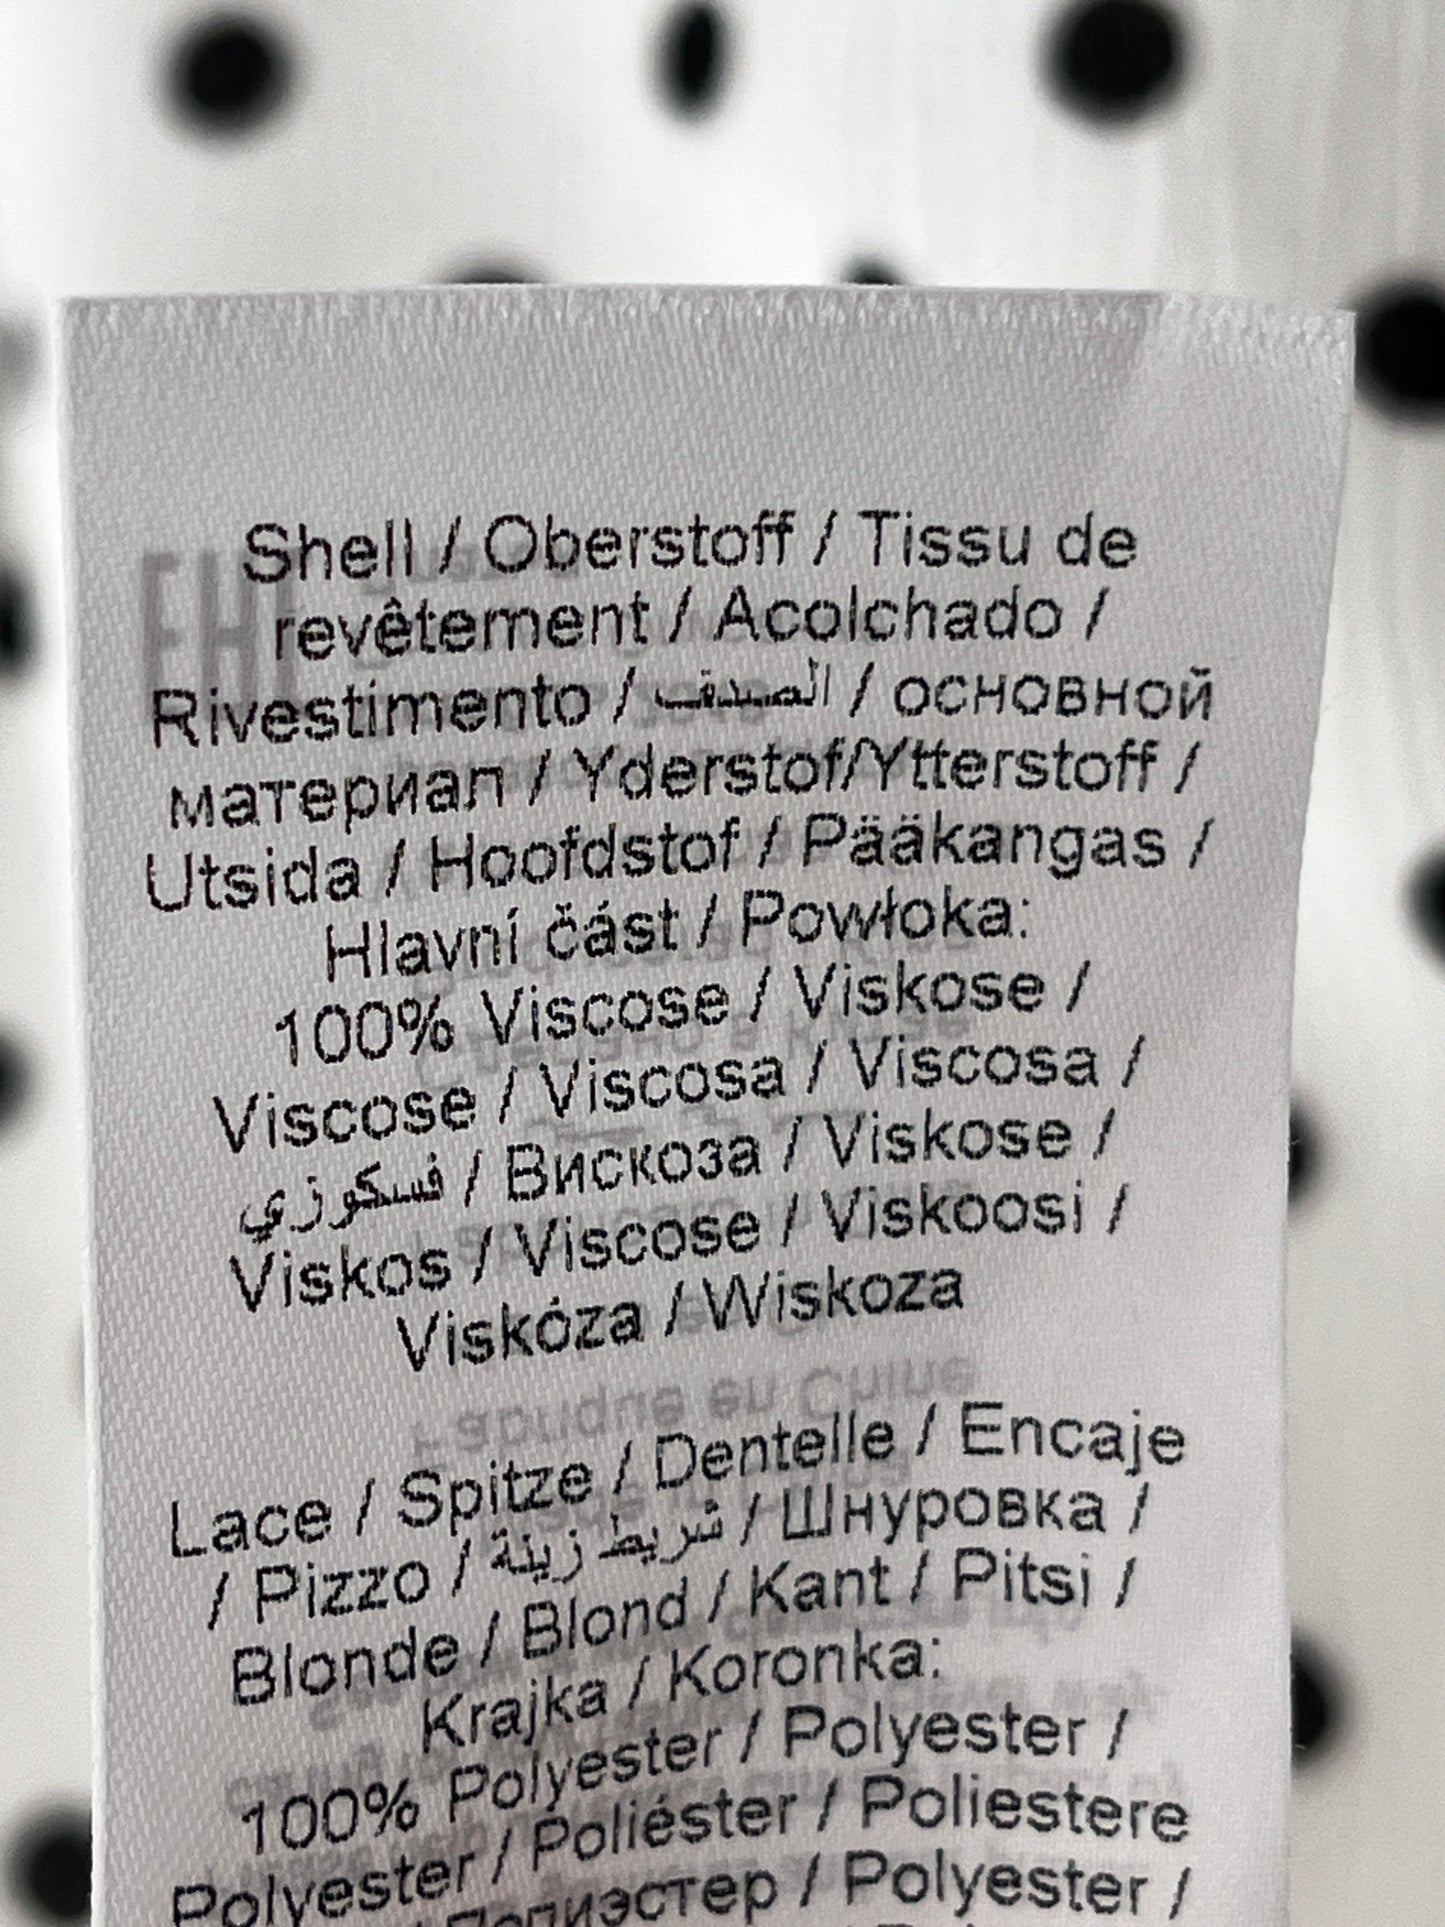 Shell / Oberstoff / Tissu de
revêtement / Acolchado /
Rivestimento / الصدف / основной
материал / Yderstof/Ytterstoff /
Utsida / Hoofdstof / Pääkangas /
Hlavní část / Powłoka:
100% Viscose / Viskose /
Viscose / Viscosa / Viscosa /
فسكوزي / Вискоза / Viskose /
Viskos / Viscose / Viskoosi /
Viskóza / Wiskoza
Lace / Spitze / Dentelle / Encaje
/ Pizzo / شريط زينة / Шнуровка /
Blonde / Blond / Kant / Pitsi /
Krajka / Koronka:
100% Polyester / Polyester /
Polyester / Poliéster / Poliestere
/ Полиэстер / Polyester /